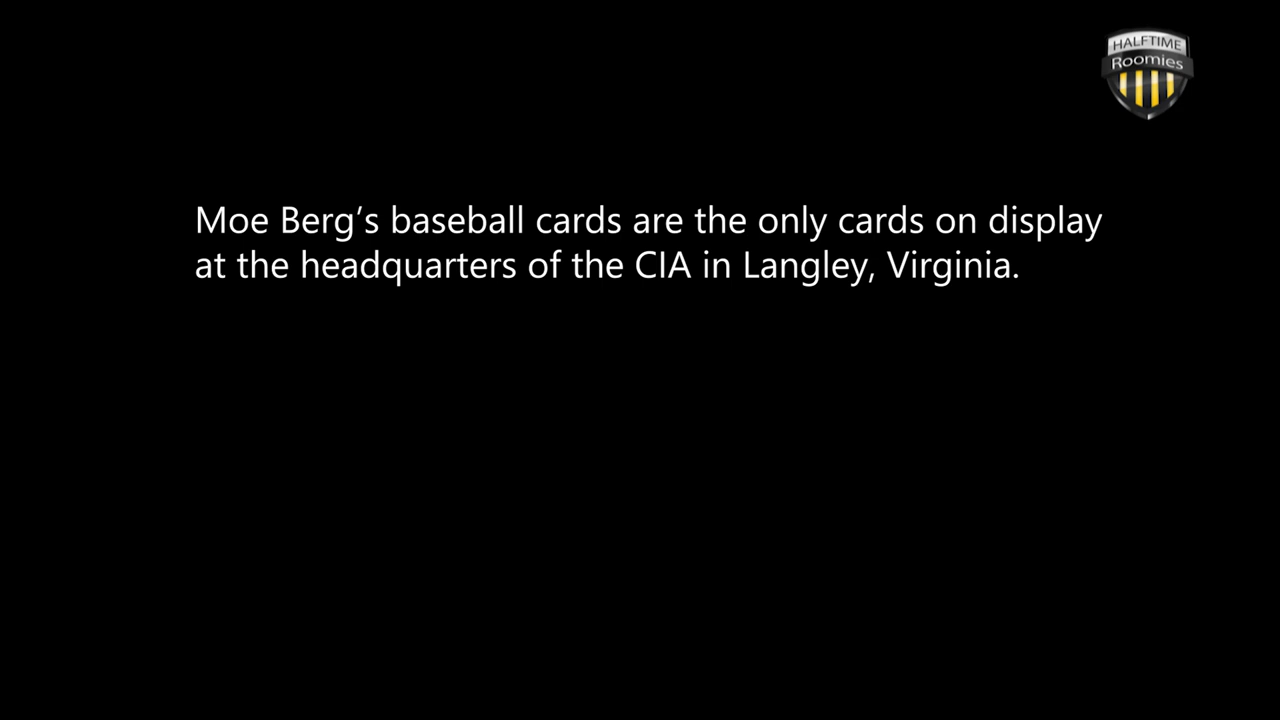 HALFTIME
Roomies
Moe Berg’s baseball cards are the only cards on display
at the headquarters of the CIA in Langley, Virginia.